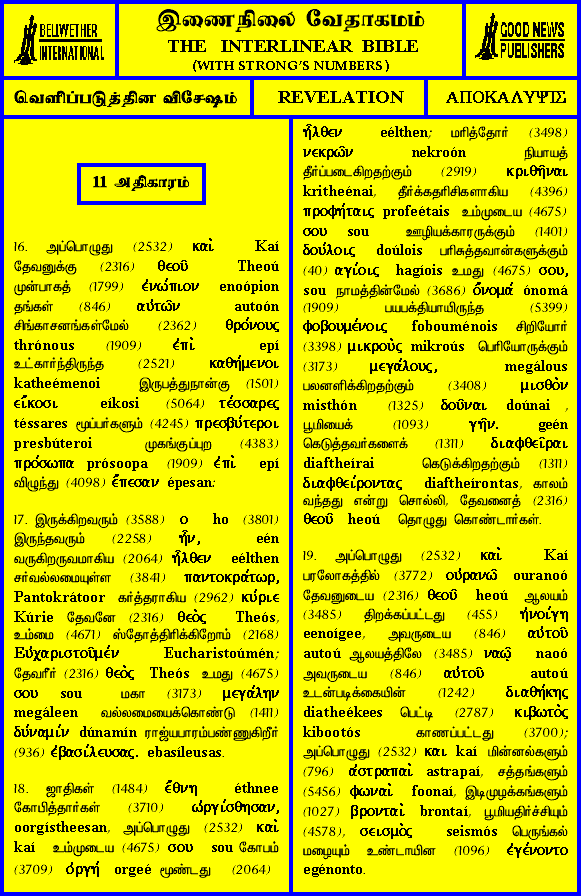 BELLWETHER
INTERNATIONAL
இணைநிலை வேதாகமம்
THE INTERLINEAR BIBLE
(WITH STRONG'S NUMBERS)
GOOD NEWS
PUBLISHERS
வெளிப்படுத்தின விசேஷம்
REVELATION
ΑΠΟΚΑΛΥΨΙΣ
11 அதிகாரம்
16. அப்பொழுது (2532) καὶ Kaí
தேவனுக்கு (2316) θεοῦ Theoú
முன்பாகத் (1799) ἐνώπιον enoópion
தங்கள் (846) αὐτῶν autoón
சிங்காசனங்கள்மேல் (2362) θρόνους
thrónous (1909) ἐπὶ epí
உட்கார்ந்திருந்த (2521) καθήμενοι
katheémenoi இருபத்துநான்கு (1501)
εἴκοσι eíkosi (5064) τέσσαρες
téssares மூப்பர்களும் (4245) πρεσβύτεροι
presbúteroi முகங்குப்புற (4383)
πρόσωπα prósoopa (1909) ἐπὶ epí
விழுந்து (4098) ἔπεσαν épesan:
17. இருக்கிறவரும் (3588) ο ho (3801)
இருந்தவரும் (2258) ἦν, eén
வருகிறருவமாகிய (2064) ἦλθεν eélthen
சர்வல்லமையுள்ள (3841) παντοκράτωρ,
Pantokrátoor கர்த்தராகிய (2962) κύριε
Kúrie தேவனே (2316) θεὸς Theós,
உம்மை (4671) ஸ்தோத்திரிக்கிறோம் (2168)
Εὐχαριστοῦμέν Eucharistoúmén;
தேவரீர் (2316) θεὸς Theós உமது (4675)
σου sou மகா (3173) μεγάλην
megáleen வல்லமையைக்கொண்டு (1411)
δύναμίν dúnamín ராஜ்யபாரம்பண்ணுகிறீர்
(936) ἐβασίλευσας. ebasíleusas.
18. ஜாதிகள் (1484) ἔθνη éthnee
கோபித்தார்கள் (3710) ὠργίσθησαν,
oorgístheesan, அப்பொழுது (2532) καὶ
kaí உம்முடைய (4675) σου sou கோபம்
(3709) ὀργή orgeé மூண்டது (2064)
ἦλθεν eélthen; மரித்தோர் (3498)
νεκρῶν nekroón நியாயத்
தீர்ப்படைகிறதற்கும் (2919) κριθῆναι
kritheénai, தீர்க்கதரிசிகளாகிய (4396)
προφήταις profeétais உம்முடைய (4675)
σου sou ஊழியக்காரருக்கும் (1401)
δούλοις doúlois பரிசுத்தவான்களுக்கும்
(40) αγίοις hagíois உமது (4675) σου,
sou நாமத்தின்மேல் (3686) ὄνομά ónomá
(1909) பயபக்தியாயிருந்த (5399)
φοβουμένοις fobouménois சிறியோர்
(3398) μικροὺς mikroús பெரியோருக்கும்
(3173) μεγάλους, megálous
பலனளிக்கிறதற்கும் (3408) μισθὸν
misthón (1325) δοῦναι doúnai ,
பூமியைக் (1093) γῆν. geén
கெடுத்தவர்களைக் (1311) διαφθεῖραι
diaftheírai கெடுக்கிறதற்கும் (1311)
διαφθείροντας diaftheírontas, காலம்
வந்தது என்று சொல்லி, தேவனைத் (2316)
θεοῦ heoú தொழுது கொண்டார்கள்.
19. அப்பொழுது (2532) καὶ Kaí
பரலோகத்தில் (3772) οὐρανῷ ouranoó
தேவனுடைய (2316) θεοῦ heoú ஆலயம்
(3485) திறக்கப்பட்டது (455) ἠνοίγη
eenoígee, அவருடைய (846) αὐτοῦ
autoú ஆலயத்திலே (3485) ναῷ naoó
அவருடைய (846) αὐτοῦ autoú
உடன்படிக்கையின் (1242) διαθήκης
diatheékees பெட்டி (2787) κιβωτὸς
kibootós காணப்பட்டது (3700);
அப்பொழுது (2532) και kaí மின்னல்களும்
(796) ἀστραπαὶ astrapaí, சத்தங்களும்
(5456) φωναὶ foonaí, இடிமுழக்கங்களும்
(1027) βρονταὶ brontaí, பூமியதிர்ச்சியும்
(4578), σεισμὸς seismós பெருங்கல்
மழையும் உண்டாயின (1096) ἐγένοντο
egénonto.